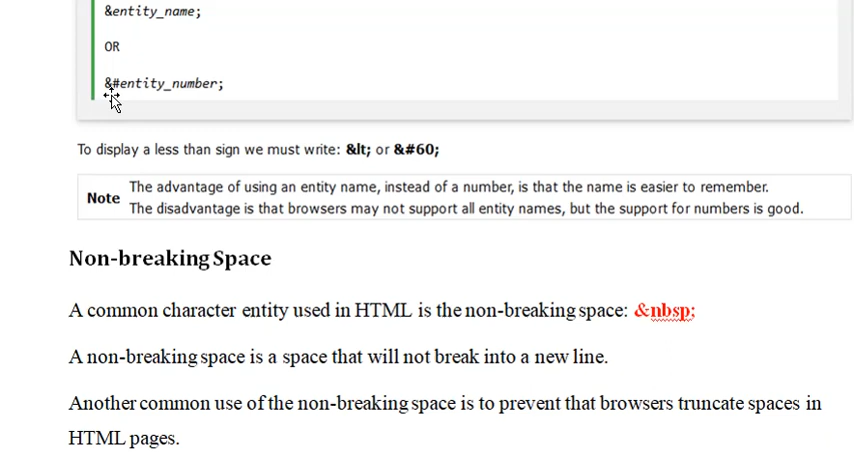 &entity_name;
OR
&#entity_number;
To display a less than sign we must write: &lt; or &#60;
Note The advantage of using an entity name, instead of a number, is that the name is easier to remember.
The disadvantage is that browsers may not support all entity names, but the support for numbers is good.
Non-breaking Space
A common character entity used in HTML is the non-breaking space: &nbsp;
A non-breaking space is a space that will not break into a new line.
Another common use of the non-breaking space is to prevent that browsers truncate spaces in
HTML pages.